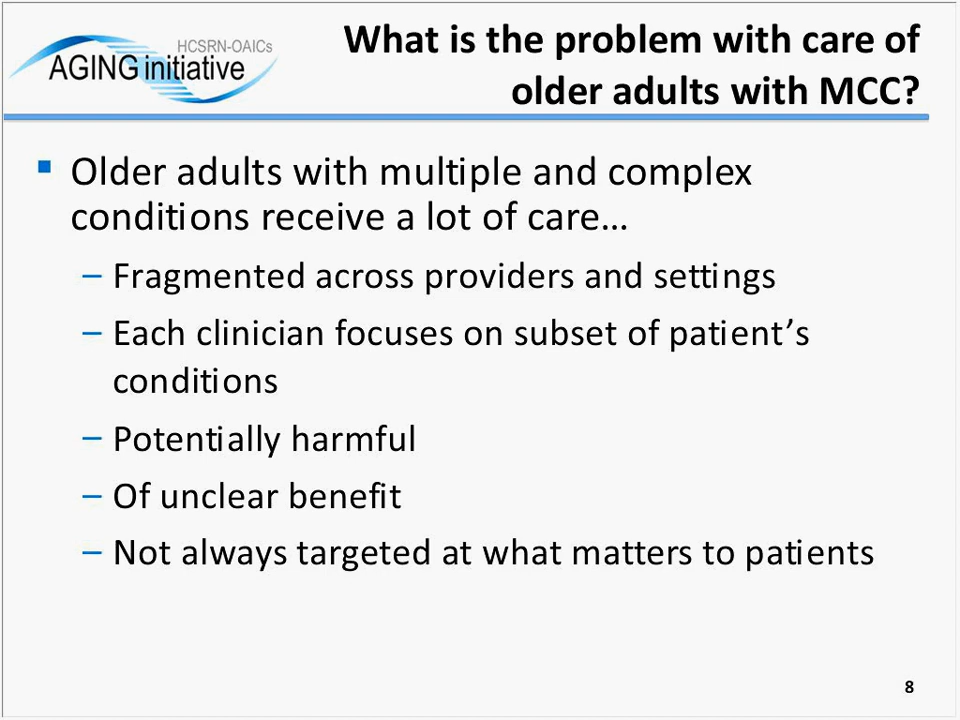 HCSRN-OAICs
AGING initiative
What is the problem with care of
older adults with MCC?
▪ Older adults with multiple and complex
conditions receive a lot of care…
– Fragmented across providers and settings
– Each clinician focuses on subset of patient’s
conditions
– Potentially harmful
– Of unclear benefit
– Not always targeted at what matters to patients
8